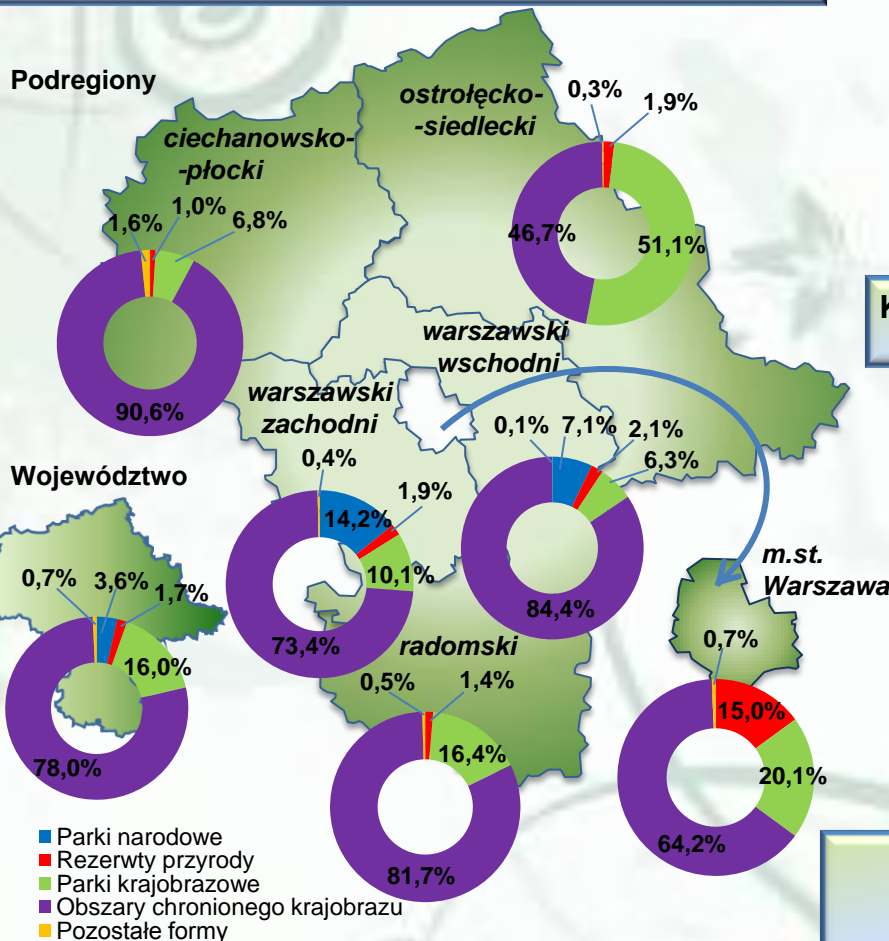 Podregiony
ostrołęcko-
-siedlecki
0,3%
1,9%
46,7%
51,1%
ciechanowsko-
-płocki
1,6%
1,0%
6,8%
90,6%
K
warszawski
wschodni
0,1%
7,1%
2,1%
6,3%
84,4%
warszawski
zachodni
0,4%
14,2%
1,9%
10,1%
73,4%
Województwo
0,7%
3,6%
1,7%
16,0%
78,0%
radomski
0,5%
1,4%
16,4%
81,7%
m.st.
Warszawa
0,7%
15,0%
20,1%
64,2%
Parki narodowe
Rezerwty przyrody
Parki krajobrazowe
Obszary chronionego krajobrazu
Pozostałe formy